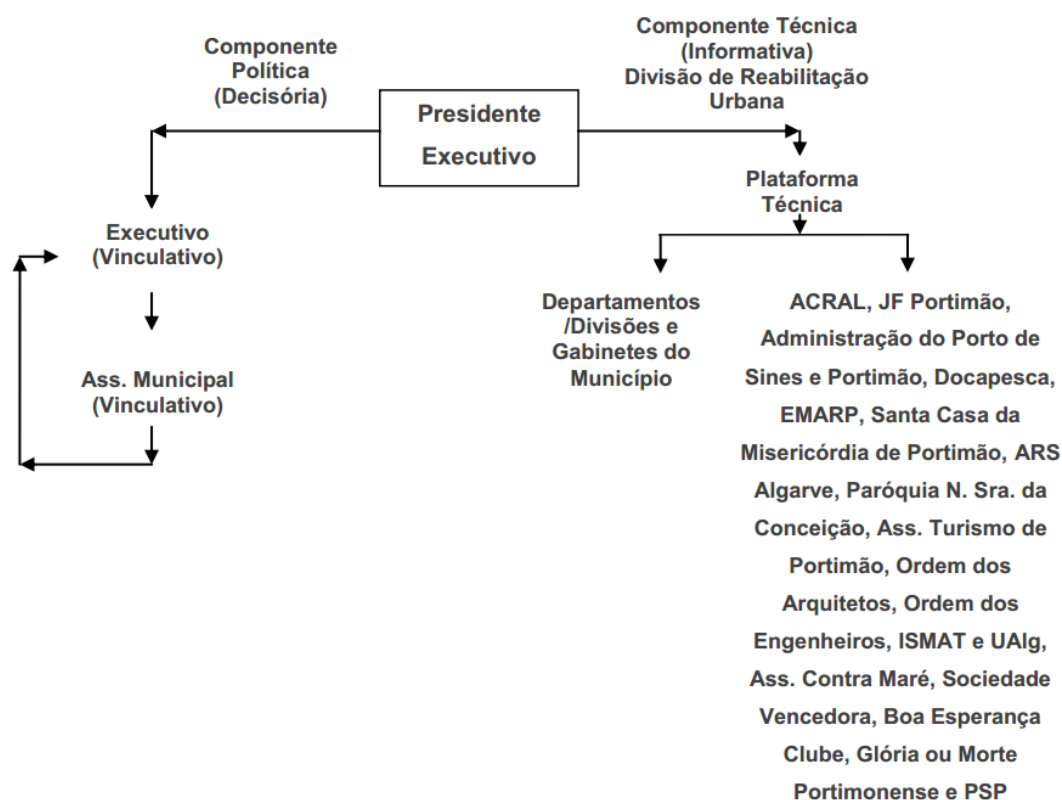 Componente
Política
(Decisória)
Componente Técnica
(Informativa)
Divisão de Reabilitação
Urbana
Presidente
Executivo
Plataforma
Técnica
Executivo
(Vinculativo)
Ass. Municipal
(Vinculativo)
Departamentos
/Divisões e
Gabinetes do
Município
ACRAL, JF Portimão,
Administração do Porto de
Sines e Portimão, Docapesca,
EMARP, Santa Casa da
Misericórdia de Portimão, ARS
Algarve, Paróquia N. Sra. da
Conceição, Ass. Turismo de
Portimão, Ordem dos
Arquitetos, Ordem dos
Engenheiros, ISMAT e UAlg,
Ass. Contra Maré, Sociedade
Vencedora, Boa Esperança
Clube, Glória ou Morte
Portimonense e PSP